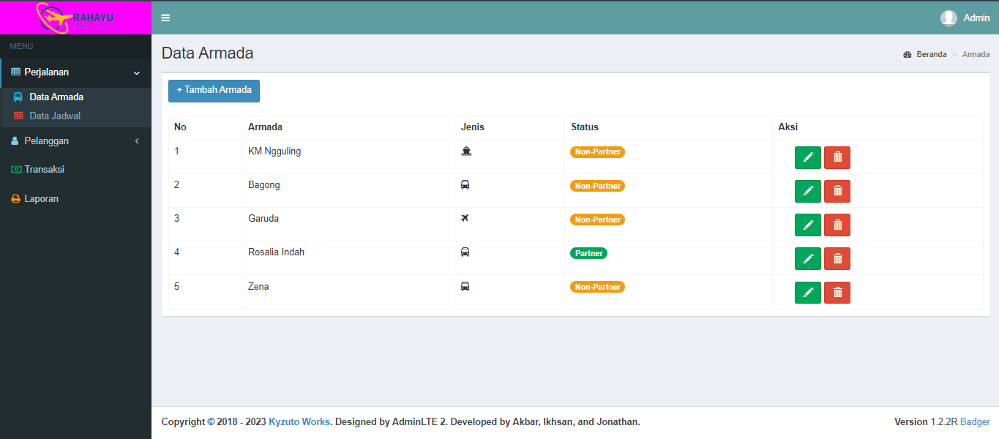 RAHAYU
Admin
MENU
Perjalanan
Data Armada
Data Jadwal
Pelanggan
Transaksi
Laporan
Data Armada
Beranda > Armada
+ Tambah Armada
No Armada Jenis Status Aksi
1 KM Ngguling Non-Partner
2 Bagong Non-Partner
3 Garuda Non-Partner
4 Rosalia Indah Partner
5 Zena Non-Partner
Copyright © 2018 - 2023 Kyzuto Works. Designed by AdminLTE 2. Developed by Akbar, Ikhsan, and Jonathan.
Version 1.2.2R Badger